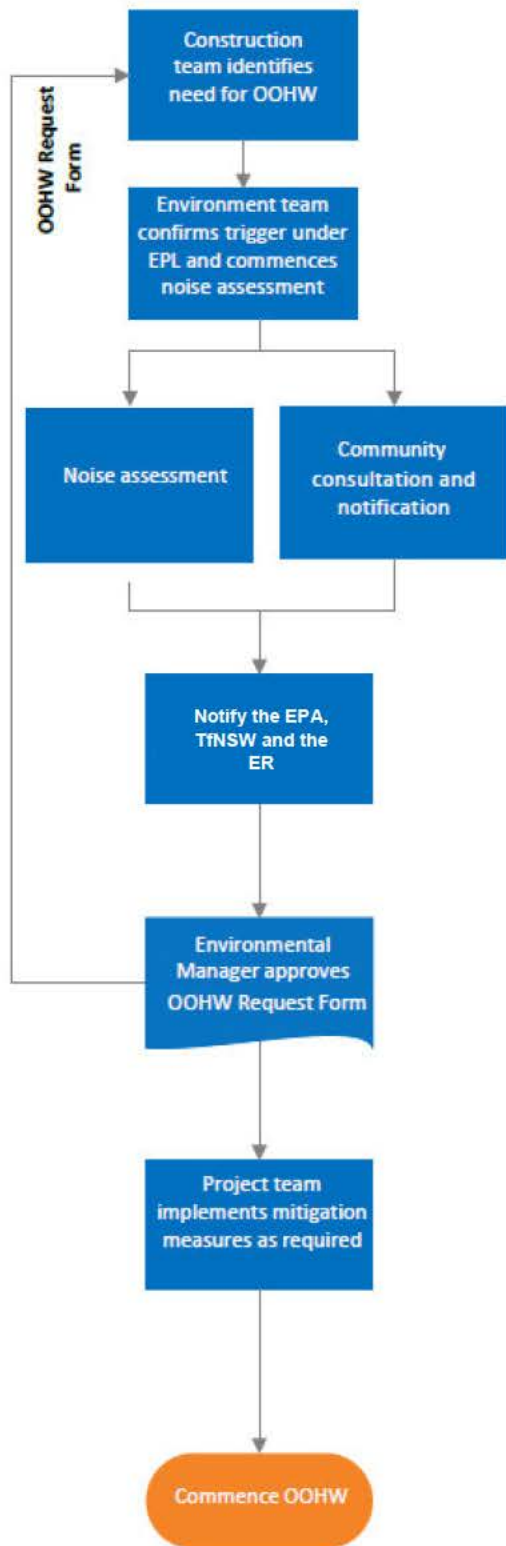 Construction
team identifies
need for OOHW
OOHW Request
Form
Environment team
confirms trigger under
EPL and commences
noise assessment
Noise assessment
Community
consultation and
notification
Notify the EPA,
TfNSW and the
ER
Environmental
Manager approves
OOHW Request Form
Project team
implements mitigation
measures as required
Commence OOHW